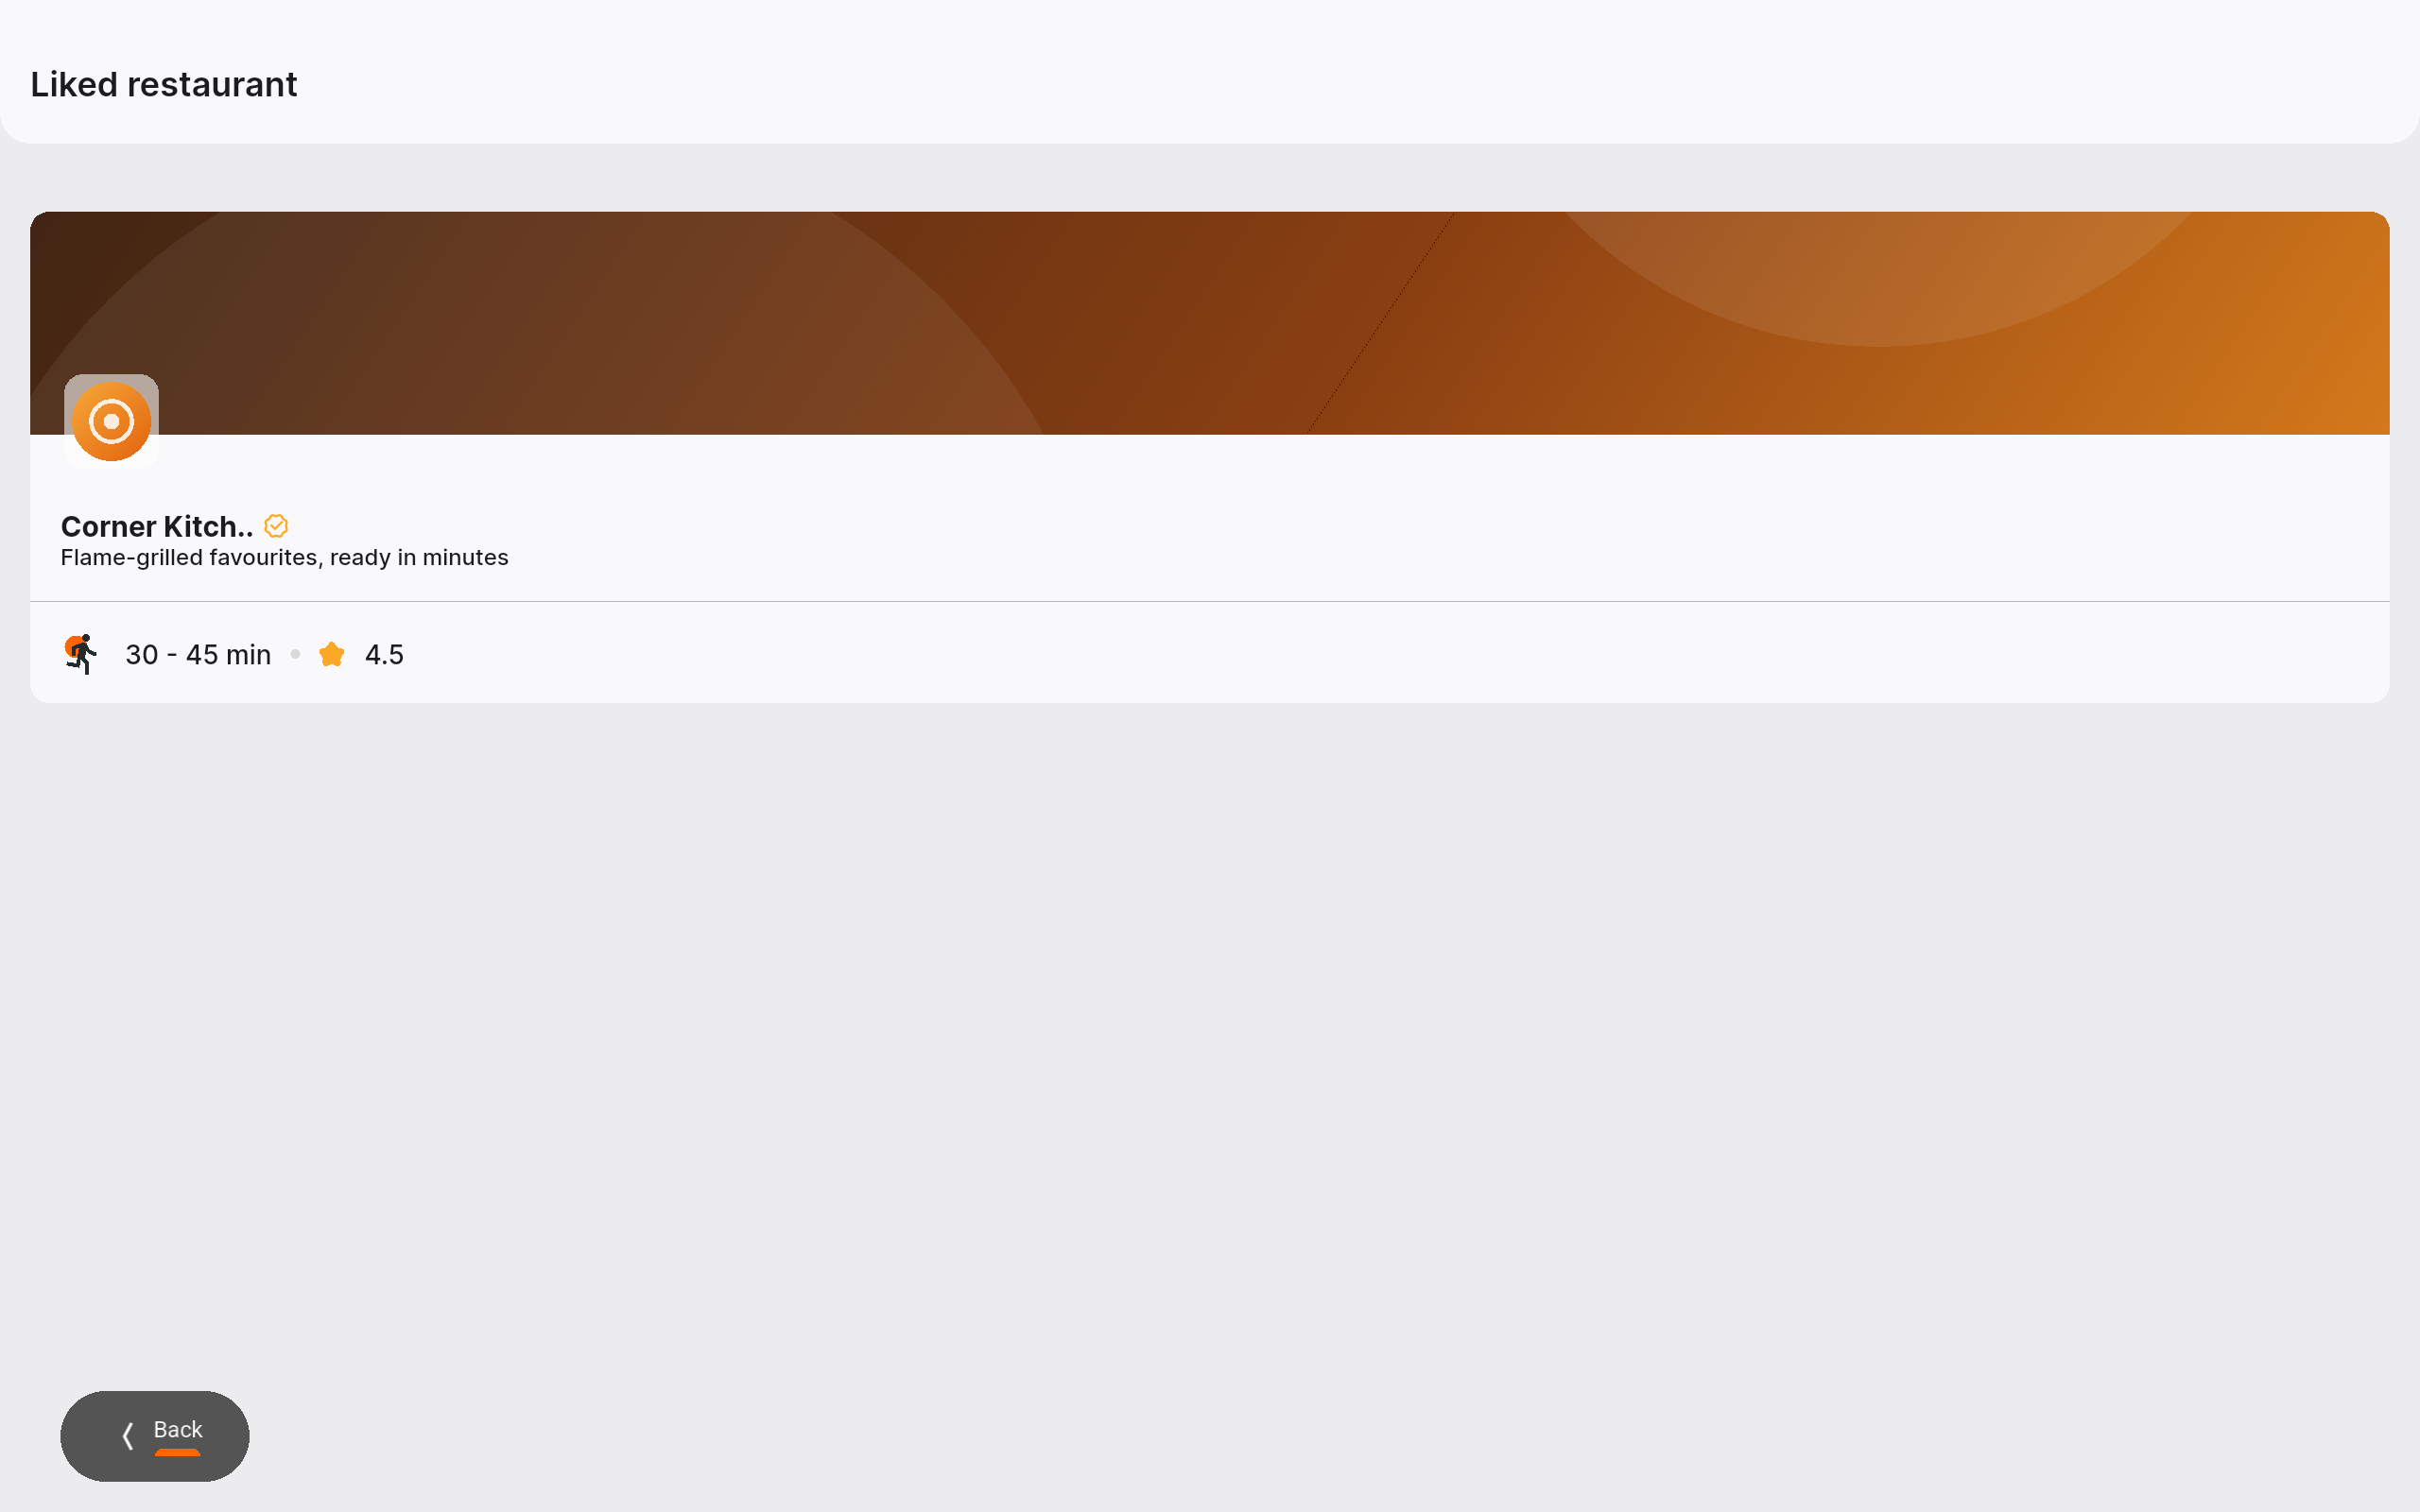 Liked restaurant
Corner Kitch..
Flame-grilled favourites, ready in minutes
30 - 45 min
4.5
Back